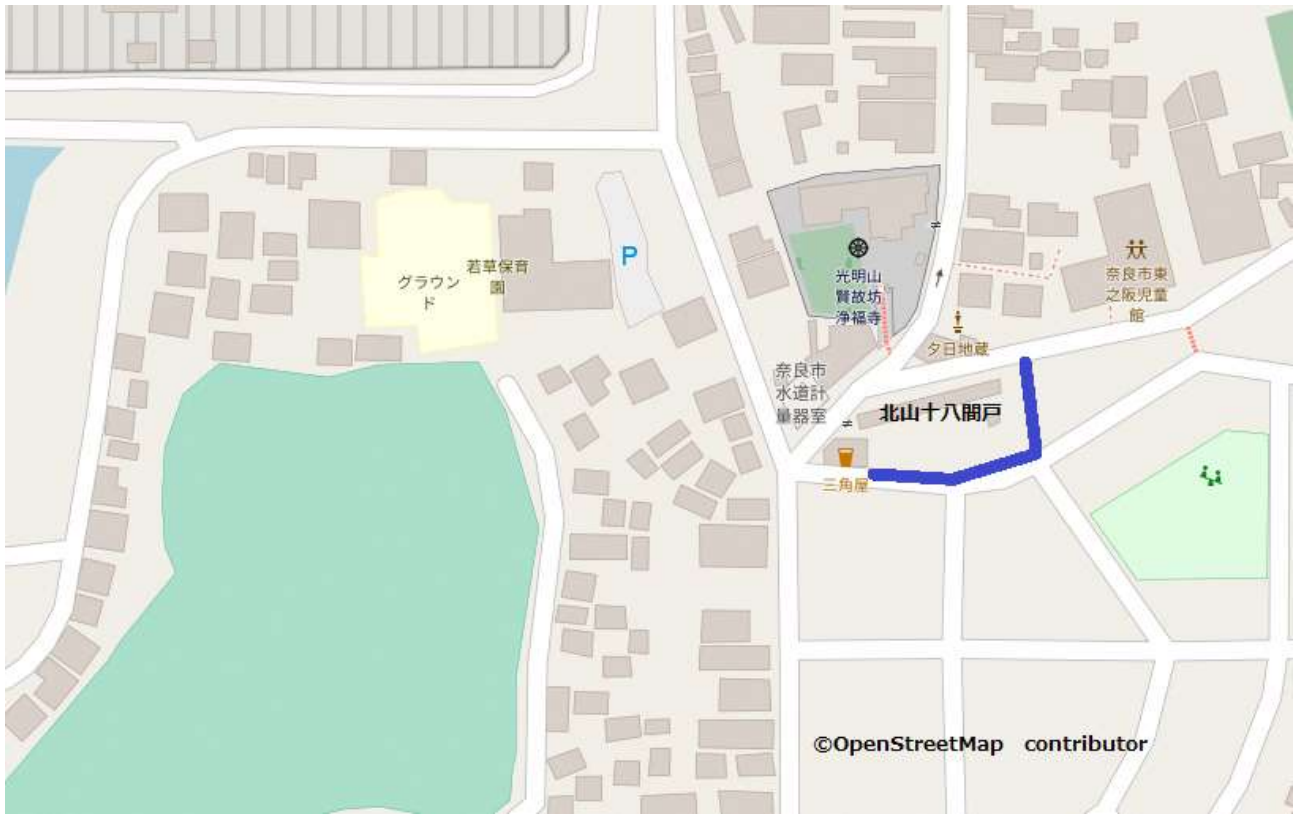 P
グラウン
ド
若草保育
園
光明山
賢故坊
浄福寺
奈良市東
之阪児童
館
夕日地蔵
奈良市
水道計
量器室
北山十八間戸
三角屋
©OpenStreetMap contributor